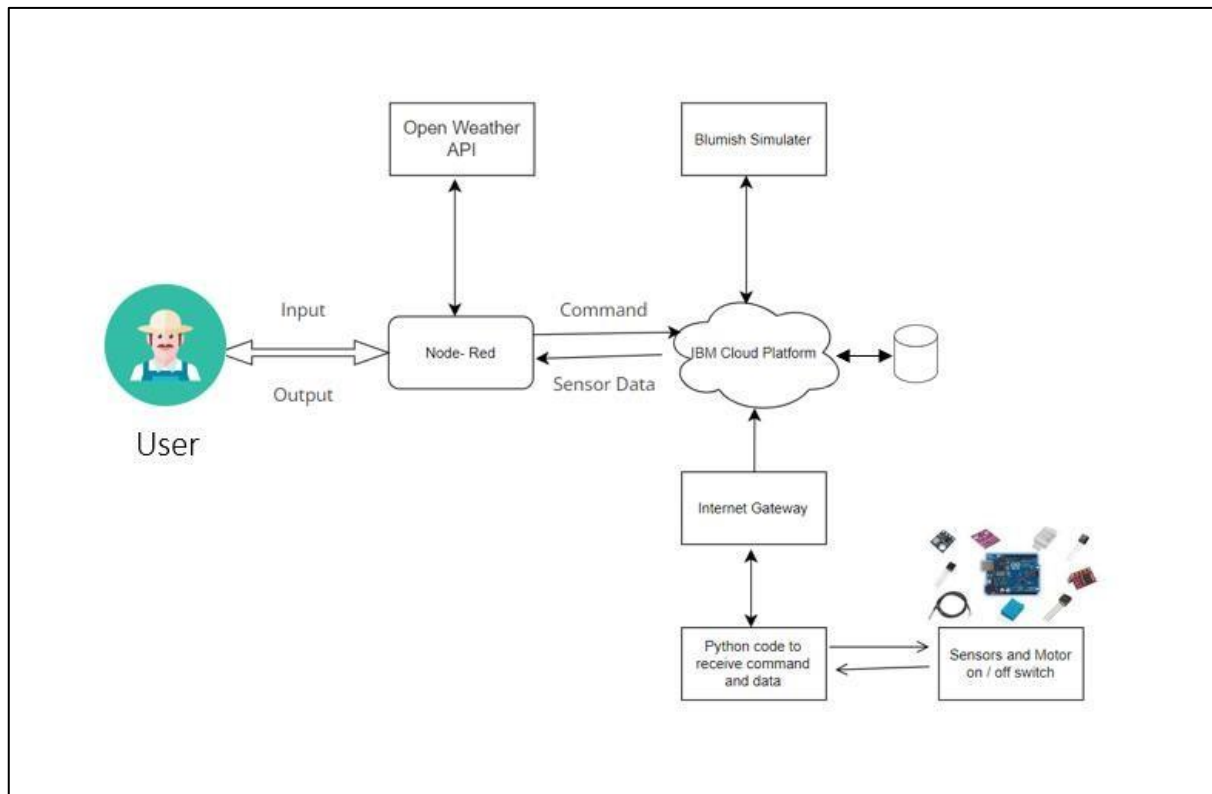 Open Weather
API
Blumish Simulater
Input
Command
Node- Red
IBM Cloud Platform
Output
Sensor Data
User
Internet Gateway
Python code to
receive command
and data
Sensors and Motor
on / off switch